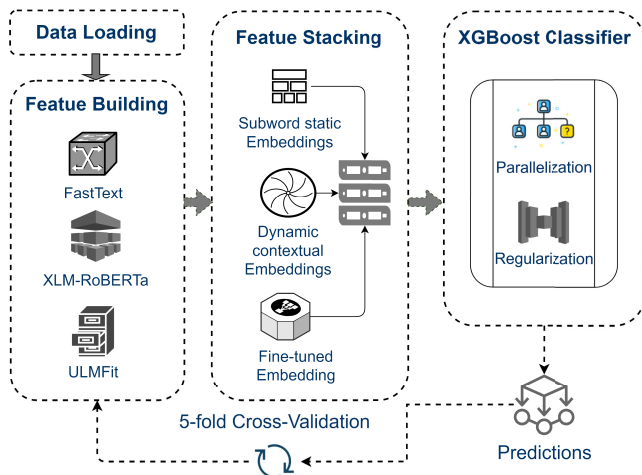 Data Loading
Featue Building
FastText
XLM-RoBERTa
ULMFit
Featue Stacking
Subword static
Embeddings
Dynamic
contextual
Embeddings
Fine-tuned
Embedding
XGBoost Classifier
?
Parallelization
Regularization
Predictions
5-fold Cross-Validation